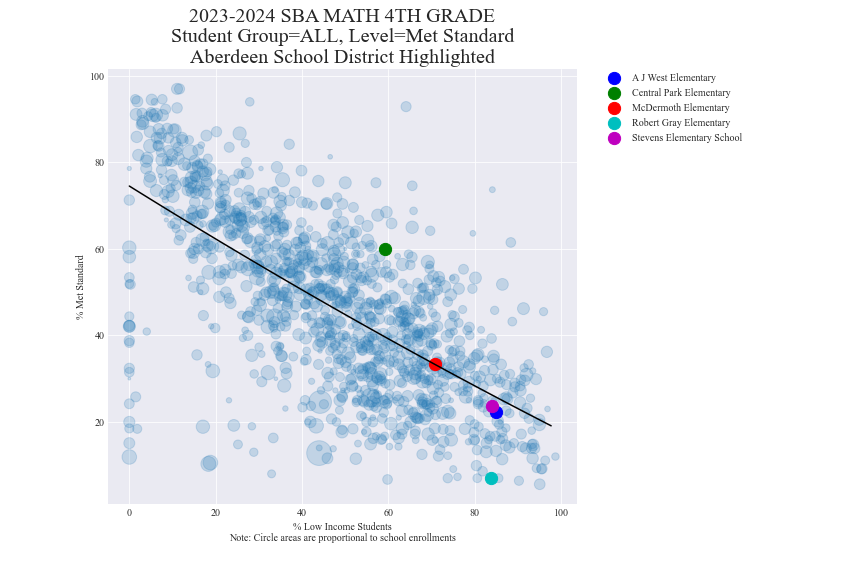 2023-2024 SBA MATH 4TH GRADE
Student Group=ALL, Level=Met Standard
Aberdeen School District Highlighted
100
80
60
40
20
% Met Standard
0
20
40
60
80
100
% Low Income Students
Note: Circle areas are proportional to school enrollments
A J West Elementary
Central Park Elementary
McDermoth Elementary
Robert Gray Elementary
Stevens Elementary School